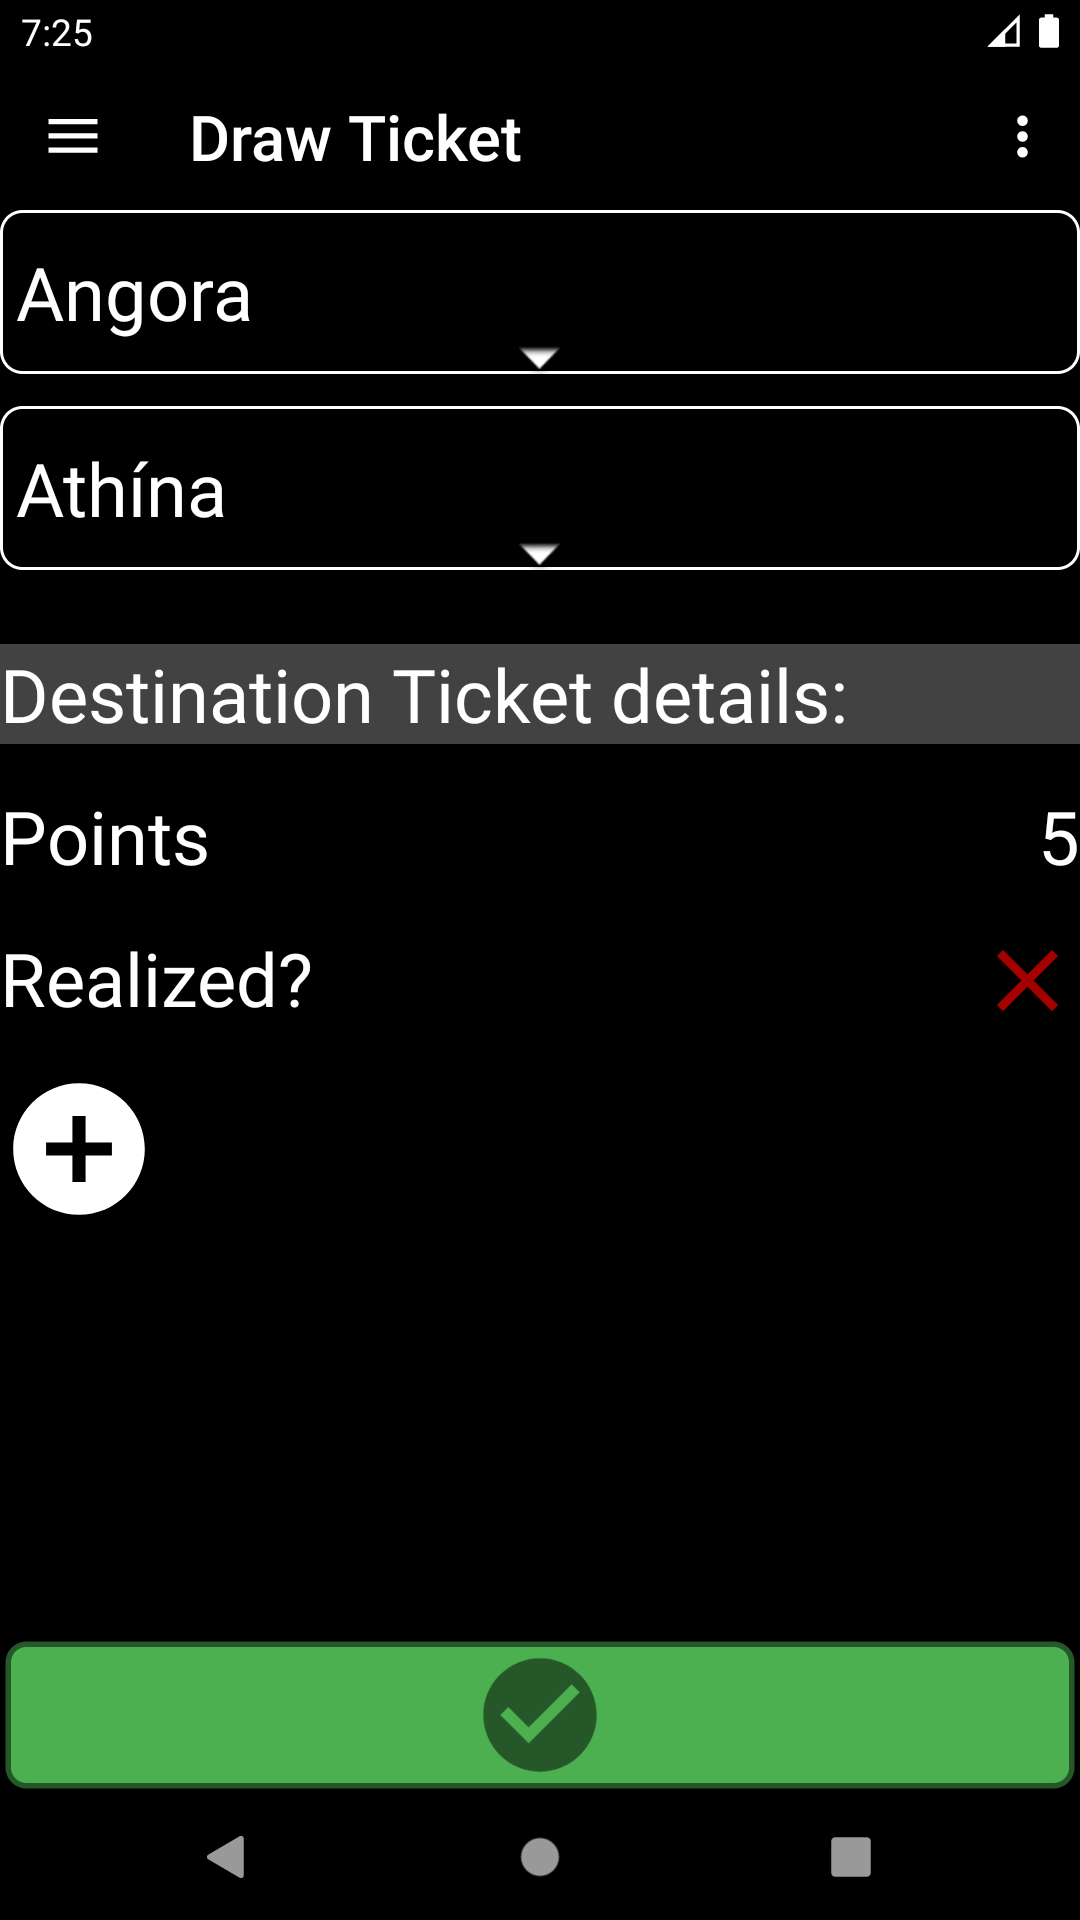 7:25
Draw Ticket
Angora
Athína
Destination Ticket details:
Points 5
Realized?